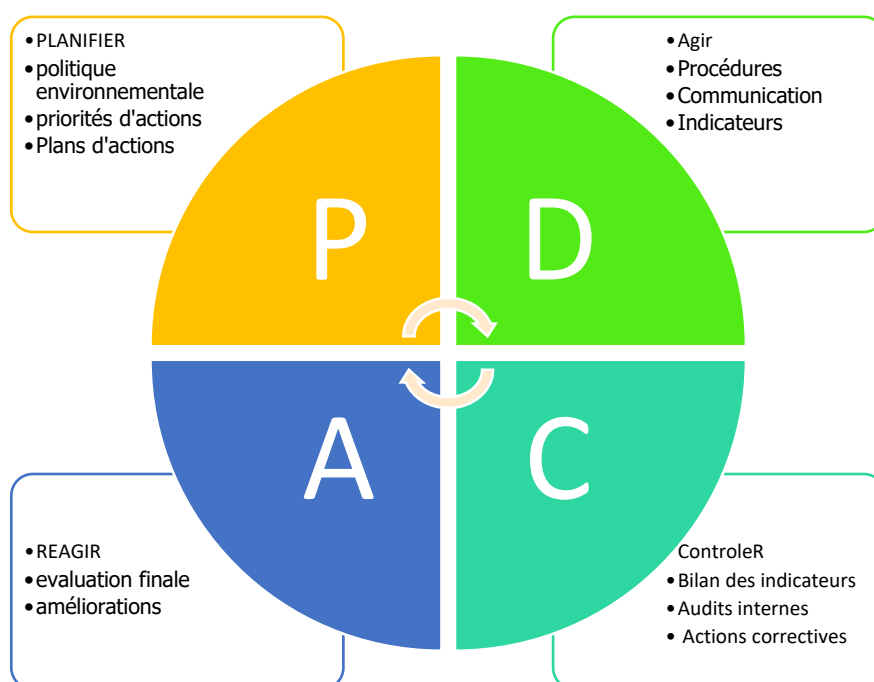 •PLANIFIER
•politique
environnementale
•priorités d'actions
•Plans d'actions
•Agir
•Procédures
•Communication
•Indicateurs
P
D
A
C
•REAGIR
•evaluation finale
•améliorations
ControleR
•Bilan des indicateurs
•Audits internes
• Actions correctives